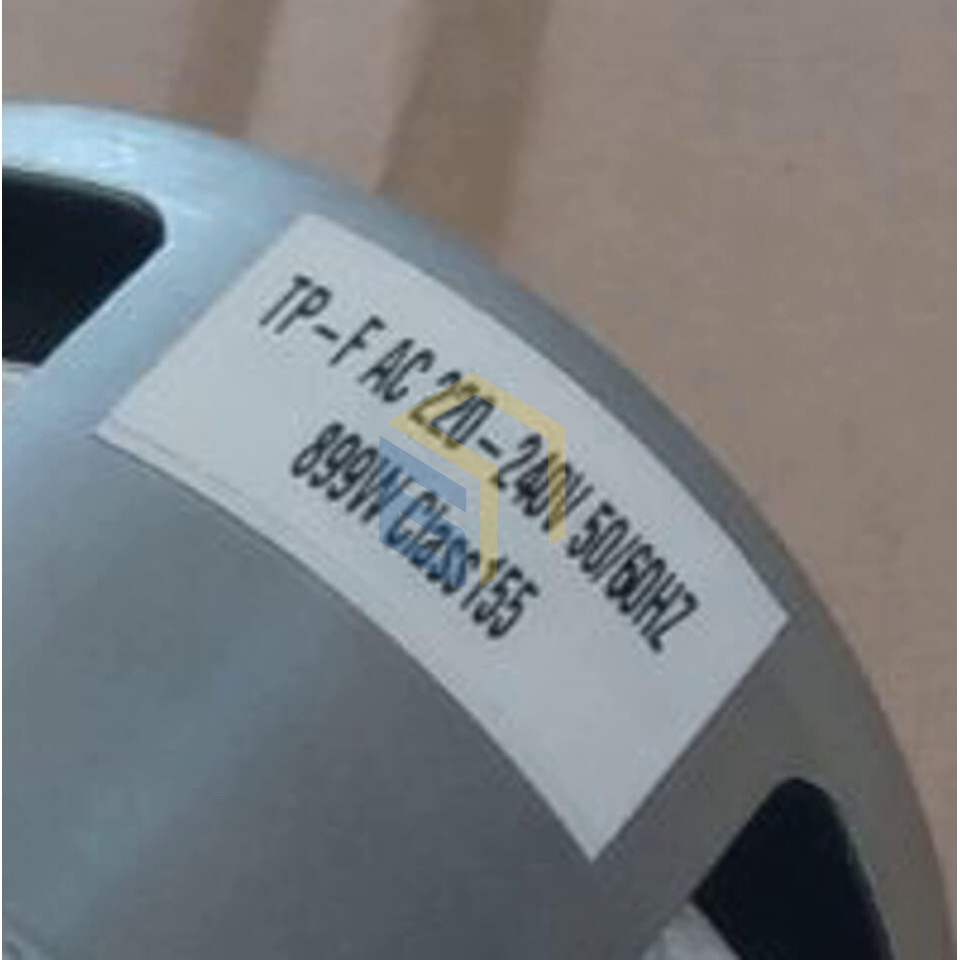 TP-F AC 220-240V 50/60HZ
899W Class155